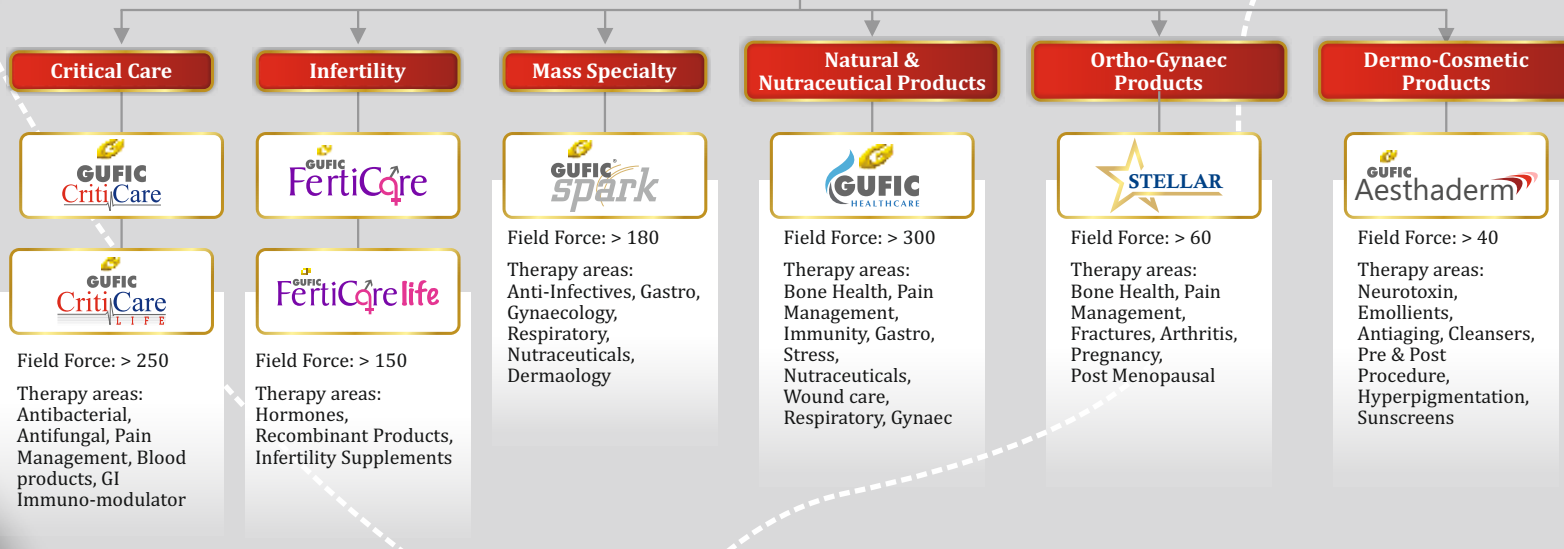 Critical Care
GUFIC
CritiCare
GUFIC
CritiCare
LIFE
Field Force: > 250
Therapy areas:
Antibacterial,
Antifungal, Pain
Management, Blood
products, GI
Immuno-modulator
Infertility
GUFIC
FertiCare
GUFIC
FertiCare life
Field Force: > 150
Therapy areas:
Hormones,
Recombinant Products,
Infertility Supplements
Mass Specialty
GUFIC®
spark
Field Force: > 180
Therapy areas:
Anti-Infectives, Gastro,
Gynaecology,
Respiratory,
Nutraceuticals,
Dermaology
Natural &
Nutraceutical Products
GUFIC
HEALTHCARE
Field Force: > 300
Therapy areas:
Bone Health, Pain
Management,
Immunity, Gastro,
Stress,
Nutraceuticals,
Wound care,
Respiratory, Gynaec
Ortho-Gynaec
Products
STELLAR
Field Force: > 60
Therapy areas:
Bone Health, Pain
Management,
Fractures, Arthritis,
Pregnancy,
Post Menopausal
Dermo-Cosmetic
Products
GUFIC
Aesthaderm
Field Force: > 40
Therapy areas:
Neurotoxin,
Emollients,
Antiaging, Cleansers,
Pre & Post
Procedure,
Hyperpigmentation,
Sunscreens